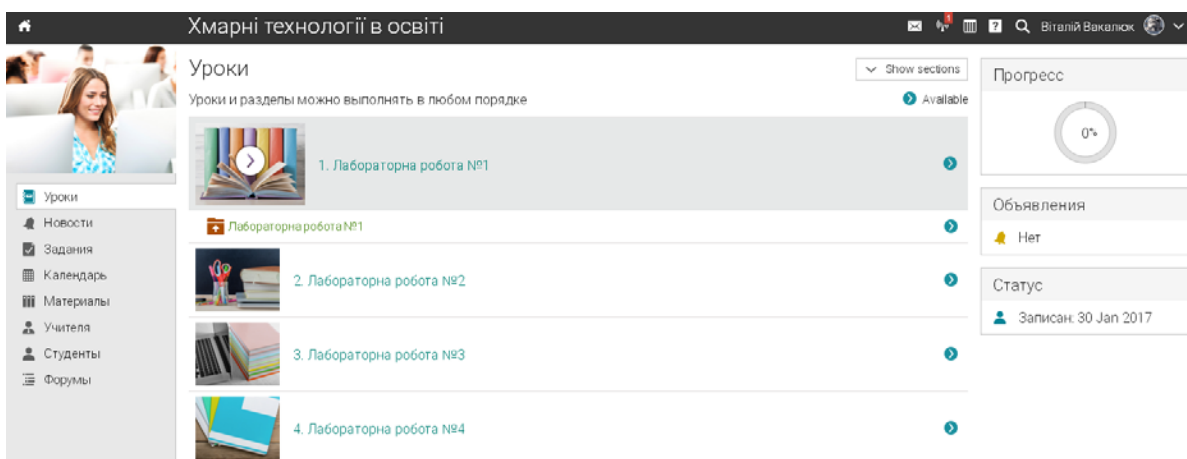 Хмарні технології в освіті
1
?
Віталій Вакалюк
Уроки
Новости
Задания
Календарь
Материалы
Учителя
Студенты
Форумы
Уроки
Show sections
Уроки и разделы можно выполнять в любом порядке
Available
1. Лабораторна робота №1
Лабораторна робота №1
2. Лабораторна робота №2
3. Лабораторна робота №3
4. Лабораторна робота №4
Прогресс
0%
Объявления
Нет
Статус
Записан: 30 Jan 2017